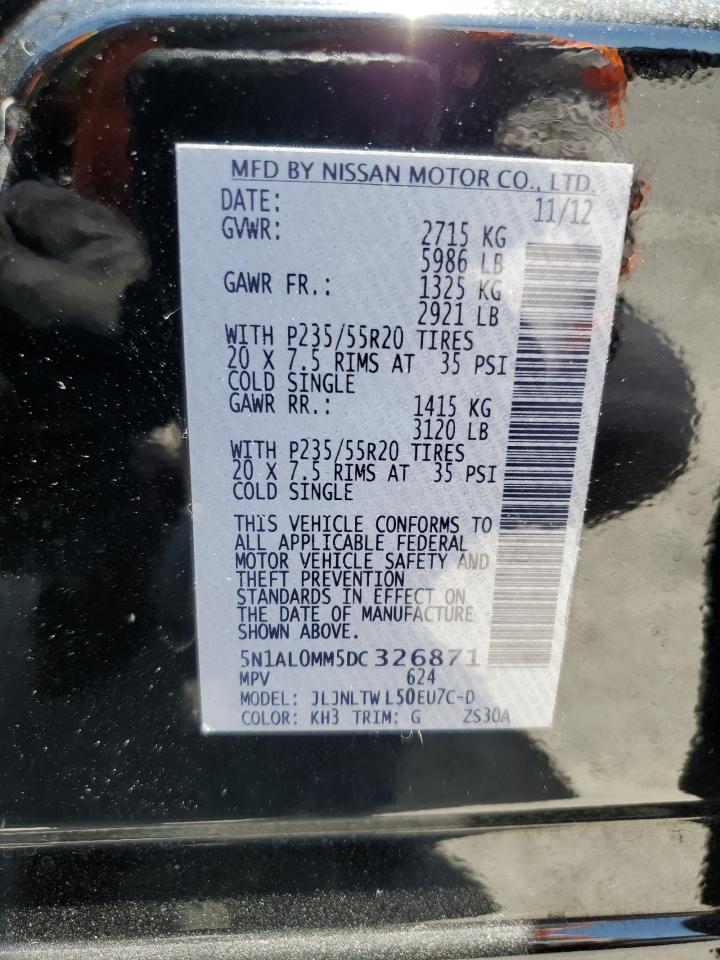 MFD BY NISSAN MOTOR CO., LTD.
DATE: 11/12
GVWR: 2715 KG
5986 LB
GAWR FR.: 1325 KG
2921 LB
WITH P235/55R20 TIRES
20 X 7.5 RIMS AT 35 PSI
COLD SINGLE
GAWR RR.: 1415 KG
3120 LB
WITH P235/55R20 TIRES
20 X 7.5 RIMS AT 35 PSI
COLD SINGLE
THIS VEHICLE CONFORMS TO
ALL APPLICABLE FEDERAL
MOTOR VEHICLE SAFETY AND
THEFT PREVENTION
STANDARDS IN EFFECT ON
THE DATE OF MANUFACTURE
SHOWN ABOVE.
5N1AL0MM5DC 326871
MPV 624
MODEL: JLJNLTW L50EU7C-D
COLOR: KH3 TRIM: G ZS30A